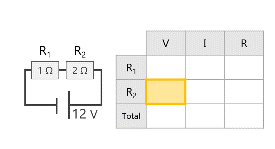 R₁ R₂
1 Ω 2 Ω
12 V
V I R
R₁
R₂
Total